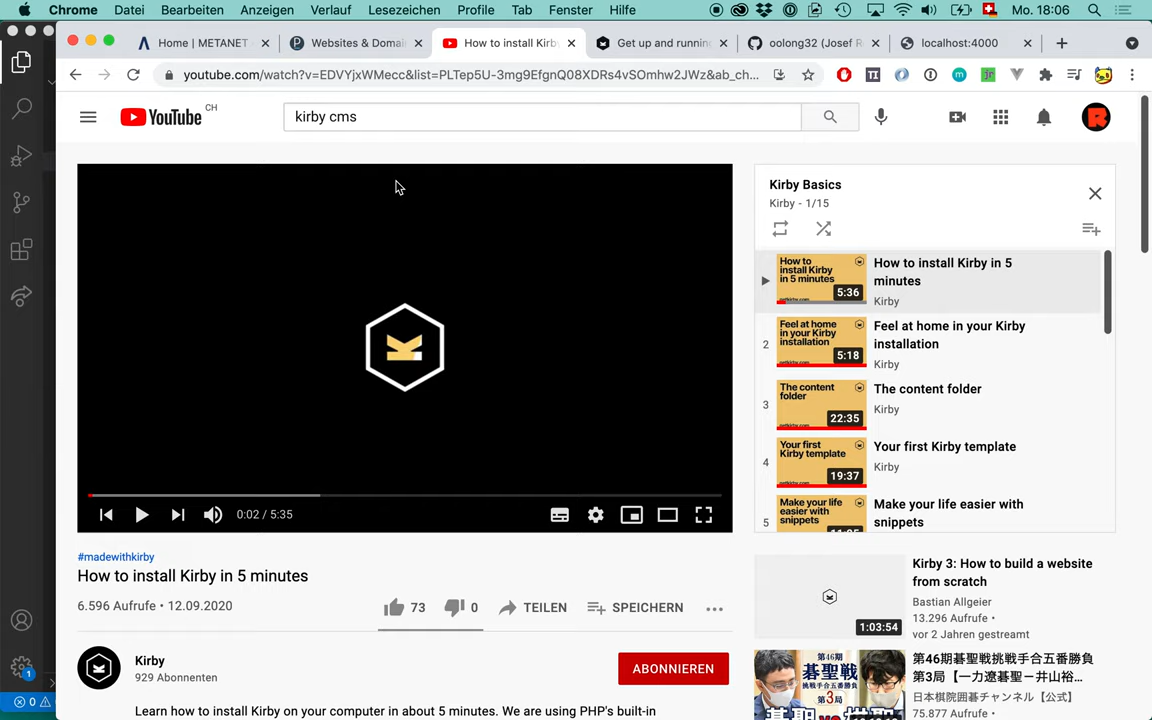 Chrome Datei Bearbeiten Anzeigen Verlauf Lesezeichen Profile Tab Fenster Hilfe Mo. 18:06
Home | METANET
Websites & Domai
How to install Kirb
Get up and runnin
oolong32 (Josef R
localhost:4000
youtube.com/watch?v=EDVYjxWMecc&list=PLTep5U-3mg9EfgnQ08XDRs4vSOmhw2JWz&ab_ch...
YouTube CH
kirby cms
Kirby Basics
Kirby - 1/15
How to install Kirby in 5 minutes
5:36
How to install Kirby in 5
minutes
Kirby
2
Feel at home in your Kirby installation
5:18
Feel at home in your Kirby
installation
Kirby
3
The content folder
22:35
The content folder
Kirby
4
Your first Kirby template
19:37
Your first Kirby template
Kirby
5
Make your life easier with snippets
Make your life easier with
snippets
0:02 / 5:35
#madewithkirby
How to install Kirby in 5 minutes
6.596 Aufrufe • 12.09.2020
73 0 TEILEN SPEICHERN
Kirby
929 Abonnenten
ABONNIEREN
Learn how to install Kirby on your computer in about 5 minutes. We are using PHP's built-in
1:03:54
Kirby 3: How to build a website
from scratch
Bastian Allgeier
13.296 Aufrufe •
vor 2 Jahren gestreamt
第46期
碁聖戦
第46期碁聖戦挑戦手合五番勝負
第3局【一力遼碁聖－井山裕...
日本棋院囲碁チャンネル【公式】
75.877 Aufrufe •
1
0